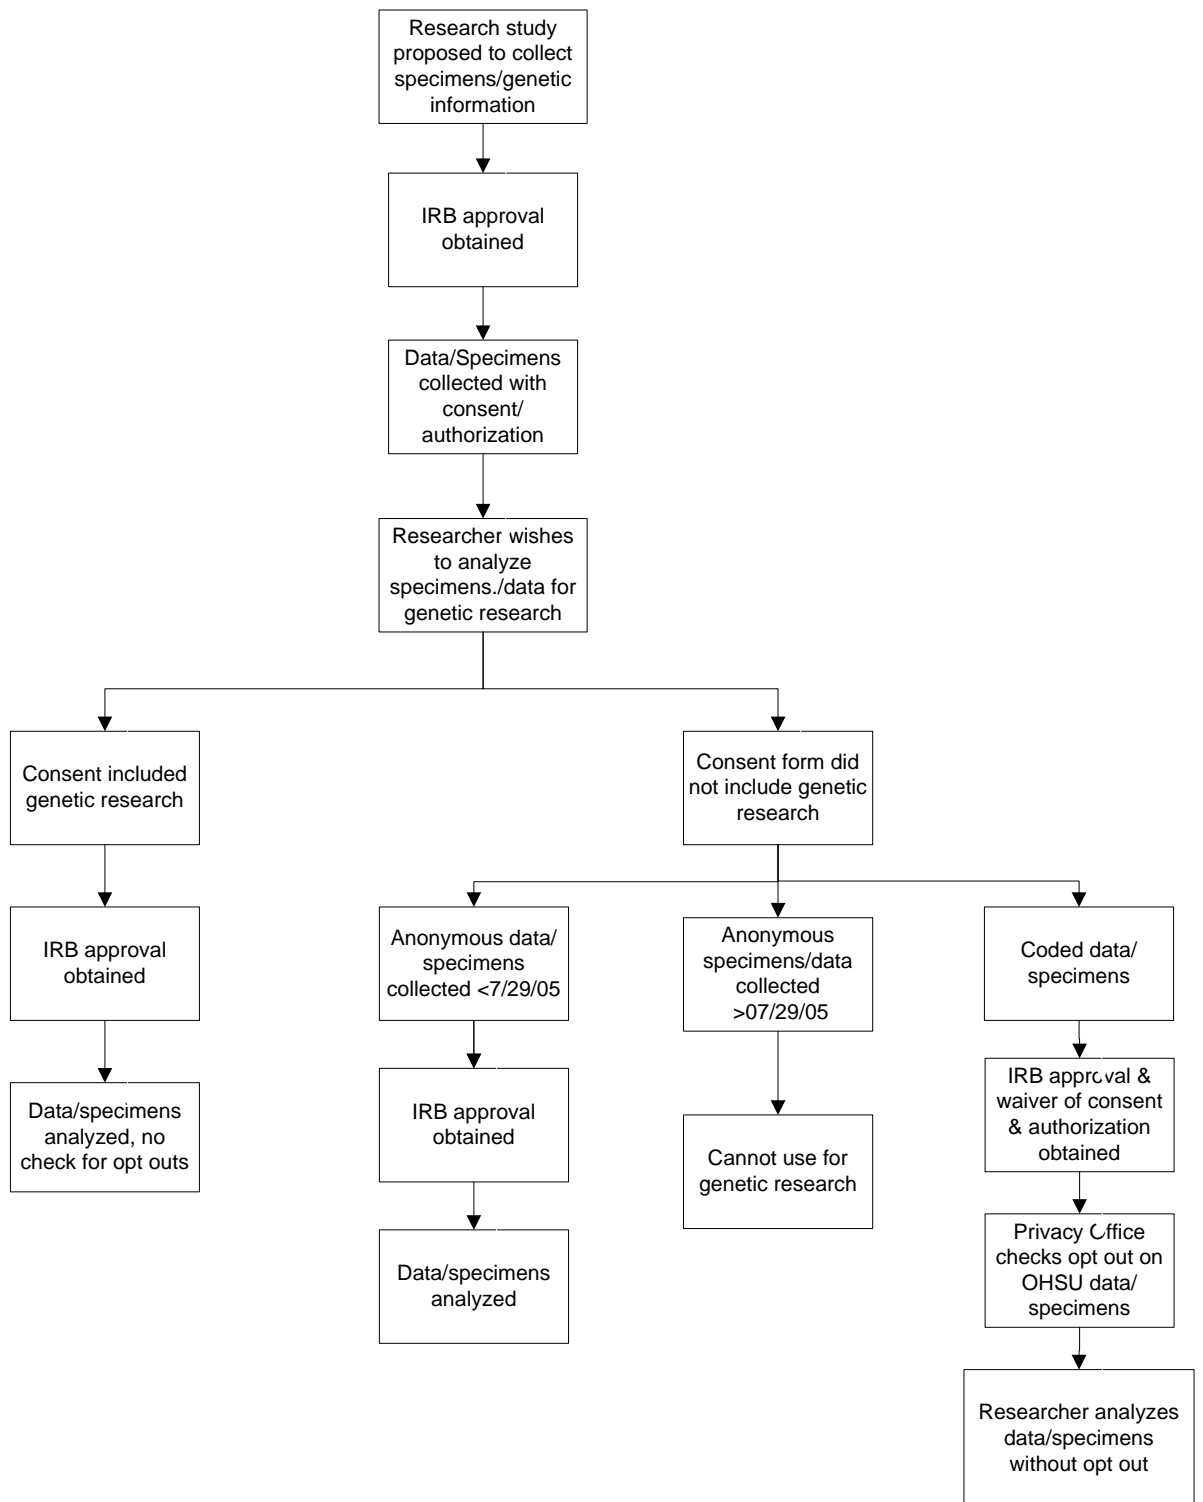 Research study
proposed to collect
specimens/genetic
information
IRB approval
obtained
Data/Specimens
collected with
consent/
authorization
Researcher wishes
to analyze
specimens./data for
genetic research
Consent included
genetic research
Consent form did
not include genetic
research
IRB approval
obtained
Anonymous data/
specimens
collected <7/29/05
Anonymous
specimens/data
collected
>07/29/05
Coded data/
specimens
Data/specimens
analyzed, no
check for opt outs
IRB approval
obtained
Cannot use for
genetic research
IRB approval &
waiver of consent
& authorization
obtained
Data/specimens
analyzed
Privacy Office
checks opt out on
OHSU data/
specimens
Researcher analyzes
data/specimens
without opt out